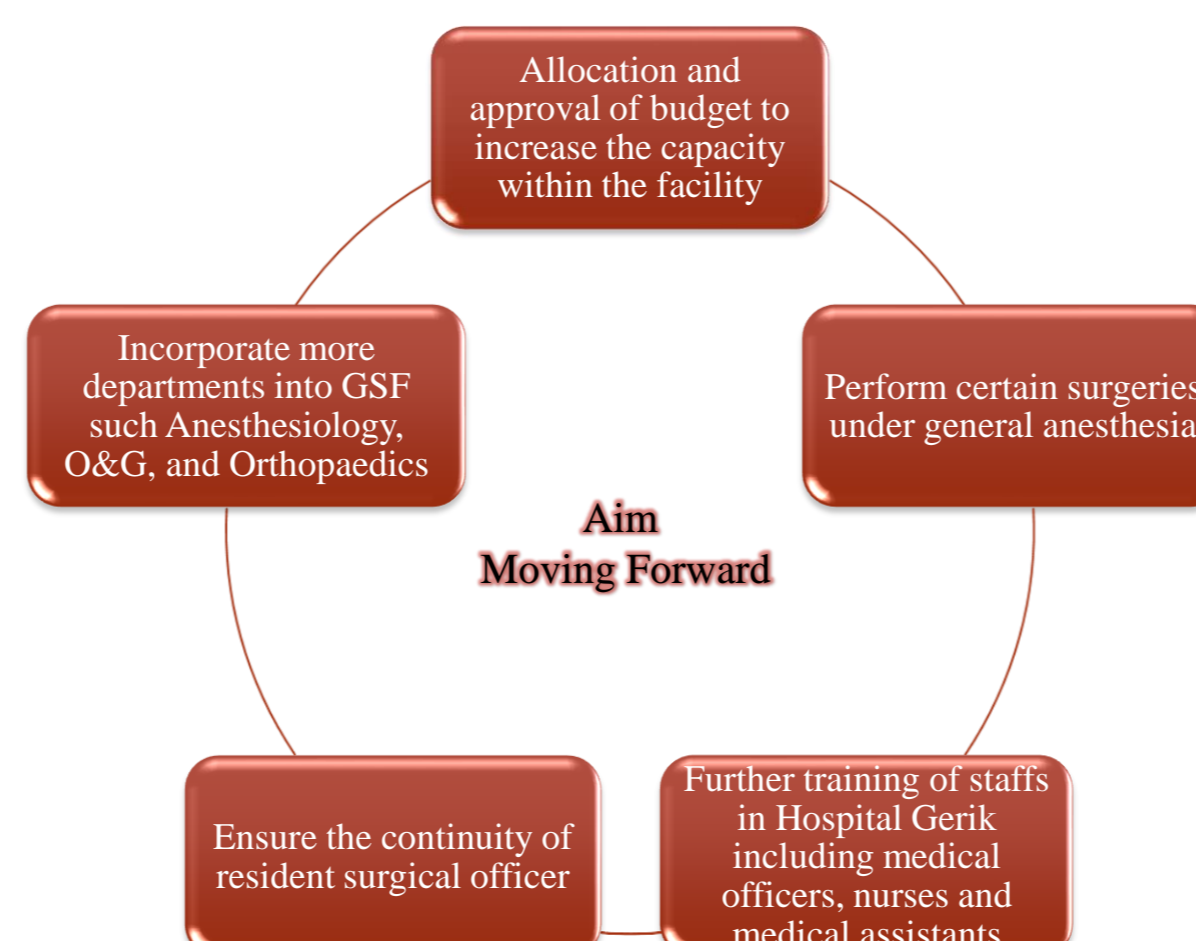 Allocation and
approval of budget to
increase the capacity
within the facility
Incorporate more
departments into GSF
such Anesthesiology,
O&G, and Orthopaedics
Perform certain surgeries
under general anesthesia
Aim
Moving Forward
Ensure the continuity of
resident surgical officer
Further training of staffs
in Hospital Gerik
including medical
officers, nurses and
medical assistants